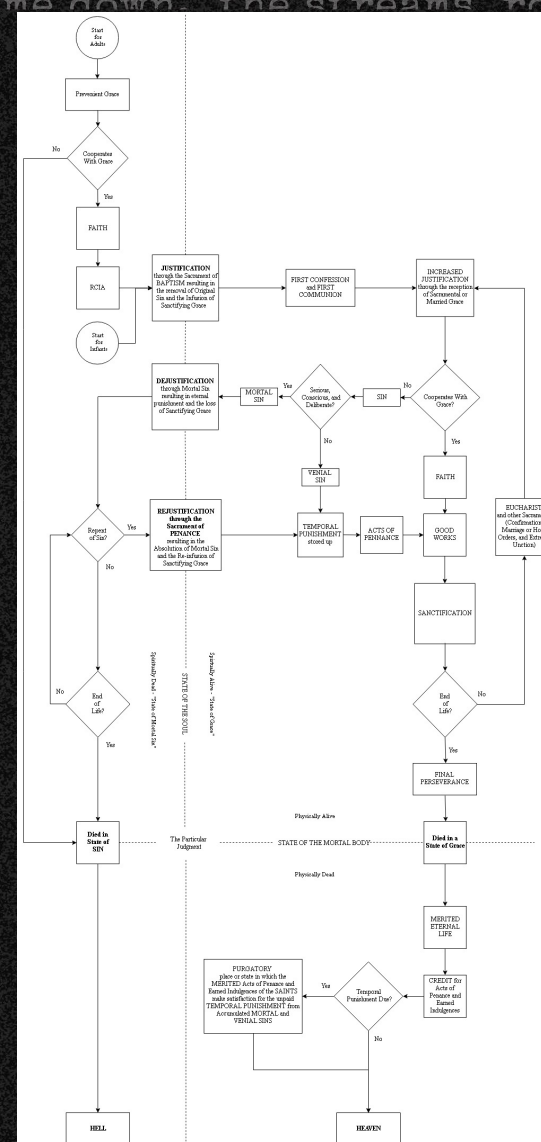 me down, the streams, ro
Start
for
Adults
Prevenient Grace
No
Cooperates
With Grace
Yes
FAITH
RCIA
Start
for
Infants
JUSTIFICATION
through the Sacrament of
BAPTISM resulting in
the removal of Original
Sin and the Infusion of
Sanctifying Grace
FIRST CONFESSION
and FIRST
COMMUNION
INCREASED
JUSTIFICATION
through the reception
of Sacramental or
Married Grace
DEJUSTIFICATION
through Mortal Sin
resulting in eternal
punishment and the loss
of Sanctifying Grace
MORTAL
SIN
Yes
Serious,
Conscious, and
Deliberate?
SIN
No
Cooperates With
Grace?
No
Yes
VENIAL
SIN
FAITH
Repent
of Sin?
Yes
No
REJUSTIFICATION
through the
Sacrament of
PENANCE
resulting in the
Absolution of Mortal Sin
and the Re-infusion of
Sanctifying Grace
TEMPORAL
PUNISHMENT
stored up
ACTS OF
PENNANCE
GOOD
WORKS
EUCHARIST
and other Sacram
(Confirmation
Marriage or Ho
Orders, and Extre
Unction)
SANCTIFICATION
Spiritually Dead - "State of Mortal Sin"
STATE OF THE SOUL
Spiritually Alive - "State of Grace"
No
End
of
Life?
Yes
End
of
Life?
No
Yes
FINAL
PERSEVERANCE
Physically Alive
Died in
State of
SIN
The Particular
Judgment
STATE OF THE MORTAL BODY
Died in a
State of Grace
Physically Dead
MERITED
ETERNAL
LIFE
PURGATORY
place or state in which the
MERITED Acts of Penance and
Earned Indulgences of the SAINTS
make satisfaction for the unpaid
TEMPORAL PUNISHMENT from
Accumulated MORTAL and
VENIAL SINS
Yes
Temporal
Punishment Due?
No
CREDIT for
Acts of
Penance and
Earned
Indulgences
HELL
HEAVEN